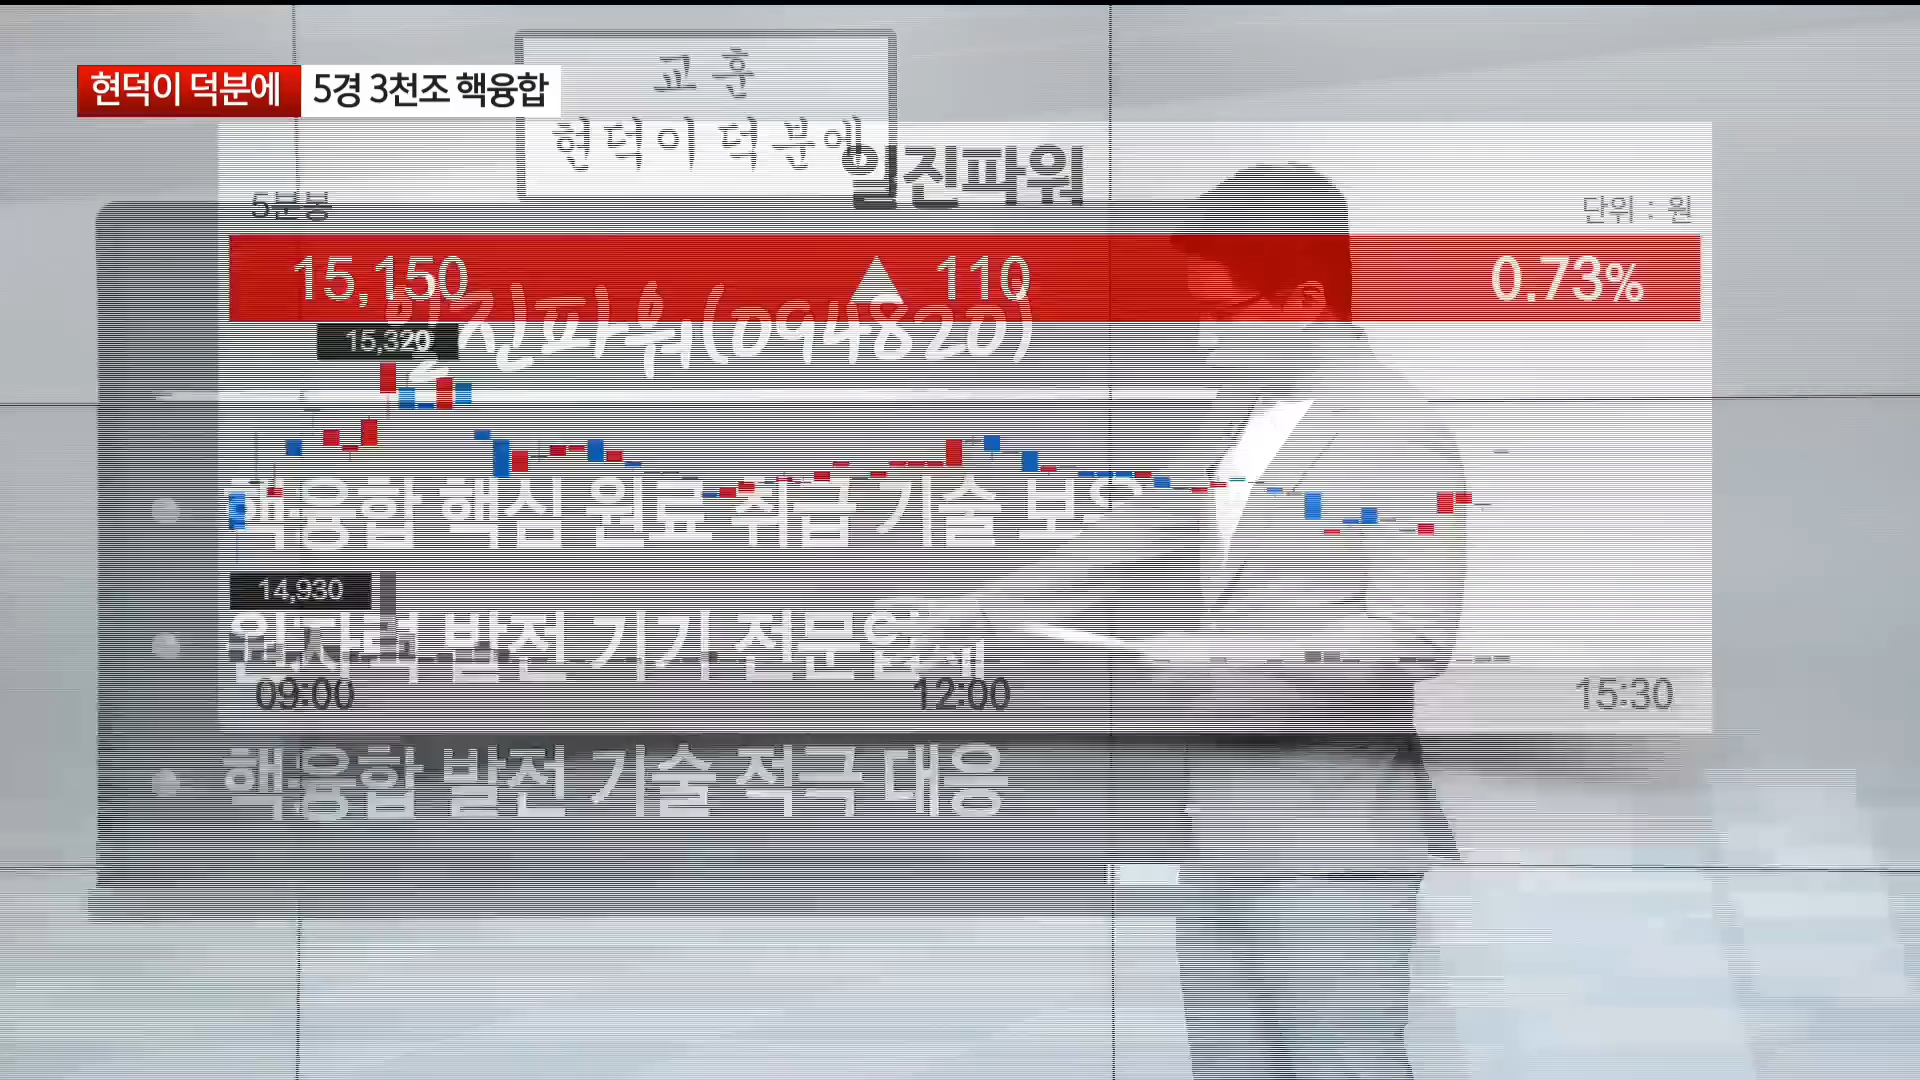 현덕이 덕분에 5경 3천조 핵융합
교훈
현덕이 덕분에
일진파워
5분봉
단위 : 원
15,150 ▲ 110 0.73%
일진파워(094820)
15,320
핵융합 핵심 원료 취급 기술 보유
14,930
원자력 발전 기기 전문업체
09:00 12:00 15:30
핵융합 발전 기술 적극 대응